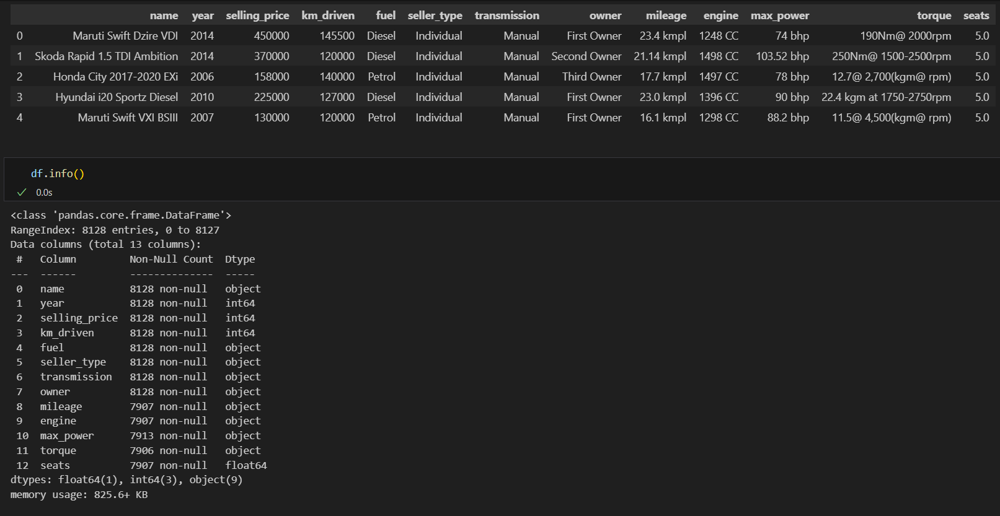 name year selling_price km_driven fuel seller_type transmission owner mileage engine max_power torque seats
0 Maruti Swift Dzire VDI 2014 450000 145500 Diesel Individual Manual First Owner 23.4 kmpl 1248 CC 74 bhp 190Nm@ 2000rpm 5.0
1 Skoda Rapid 1.5 TDI Ambition 2014 370000 120000 Diesel Individual Manual Second Owner 21.14 kmpl 1498 CC 103.52 bhp 250Nm@ 1500-2500rpm 5.0
2 Honda City 2017-2020 EXi 2006 158000 140000 Petrol Individual Manual Third Owner 17.7 kmpl 1497 CC 78 bhp 12.7@ 2,700(kgm@ rpm) 5.0
3 Hyundai i20 Sportz Diesel 2010 225000 127000 Diesel Individual Manual First Owner 23.0 kmpl 1396 CC 90 bhp 22.4 kgm at 1750-2750rpm 5.0
4 Maruti Swift VXI BSIII 2007 130000 120000 Petrol Individual Manual First Owner 16.1 kmpl 1298 CC 88.2 bhp 11.5@ 4,500(kgm@ rpm) 5.0
df.info()
0.0s
<class 'pandas.core.frame.DataFrame'>
RangeIndex: 8128 entries, 0 to 8127
Data columns (total 13 columns):
 #   Column         Non-Null Count  Dtype
---  ------         --------------  -----
 0   name           8128 non-null   object
 1   year           8128 non-null   int64
 2   selling_price  8128 non-null   int64
 3   km_driven      8128 non-null   int64
 4   fuel           8128 non-null   object
 5   seller_type    8128 non-null   object
 6   transmission   8128 non-null   object
 7   owner          8128 non-null   object
 8   mileage        7907 non-null   object
 9   engine         7907 non-null   object
 10  max_power      7913 non-null   object
 11  torque         7906 non-null   object
 12  seats          7907 non-null   float64
dtypes: float64(1), int64(3), object(9)
memory usage: 825.6+ KB